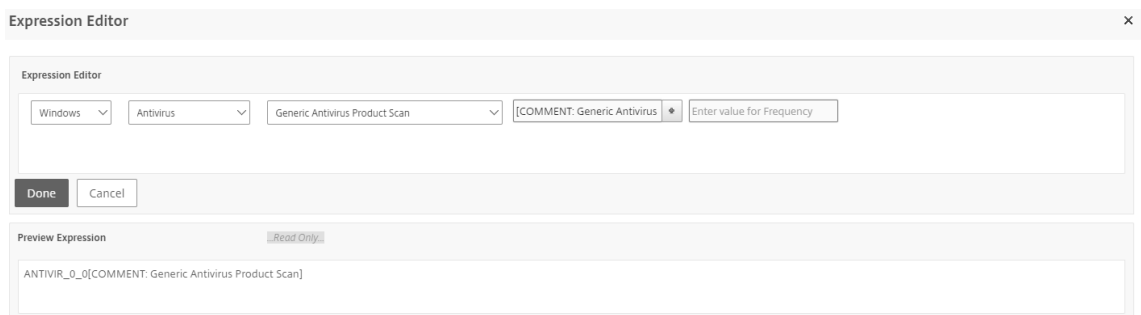 Expression Editor
Expression Editor
Windows Antivirus Generic Antivirus Product Scan [COMMENT: Generic Antivirus Enter value for Frequency
Done Cancel
Preview Expression ...Read Only...
ANTIVIR_0_0[COMMENT: Generic Antivirus Product Scan]